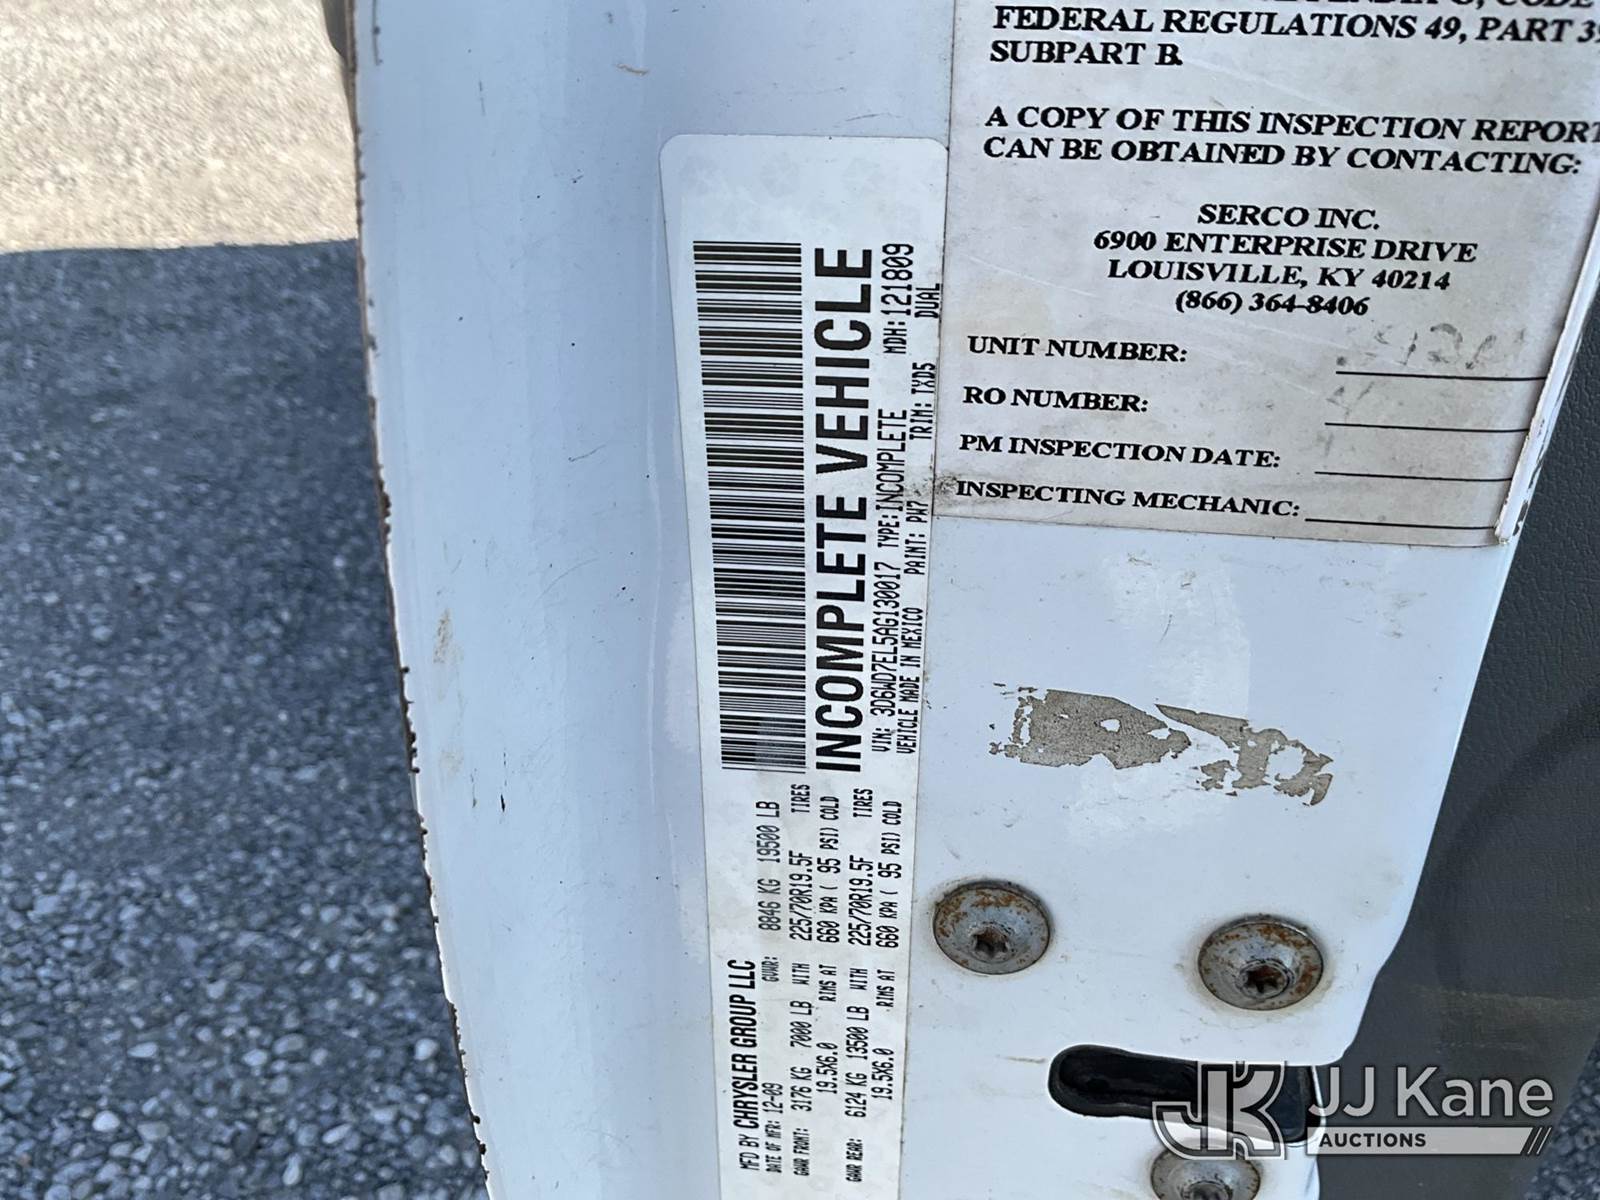 FEDERAL REGULATIONS 49, PART
SUBPART B.
A COPY OF THIS INSPECTION REPORT
CAN BE OBTAINED BY CONTACTING:
SERCO INC.
6900 ENTERPRISE DRIVE
LOUISVILLE, KY 40214
(866) 364-8406
UNIT NUMBER:
RO NUMBER:
PM INSPECTION DATE:
INSPECTING MECHANIC:
MFD BY CHRYSLER GROUP LLC
DATE OF MFR: 12-09 GVWR: 8846 KG 19500 LB
GAWR FRONT: 3176 KG 7000 LB WITH 225/70R19.5F TIRES
19.5X6.0 RIMS AT 660 KPA ( 95 PSI) COLD
GAWR REAR: 6124 KG 13500 LB WITH 225/70R19.5F TIRES
19.5X6.0 RIMS AT 660 KPA ( 95 PSI) COLD
INCOMPLETE VEHICLE
VIN: 3D6WD7EL5AG130017 TYPE: INCOMPLETE MDH: 121809
VEHICLE MADE IN MEXICO PAINT: PW7 TRIM: TXD5 DUAL
JK JJ Kane
AUCTIONS